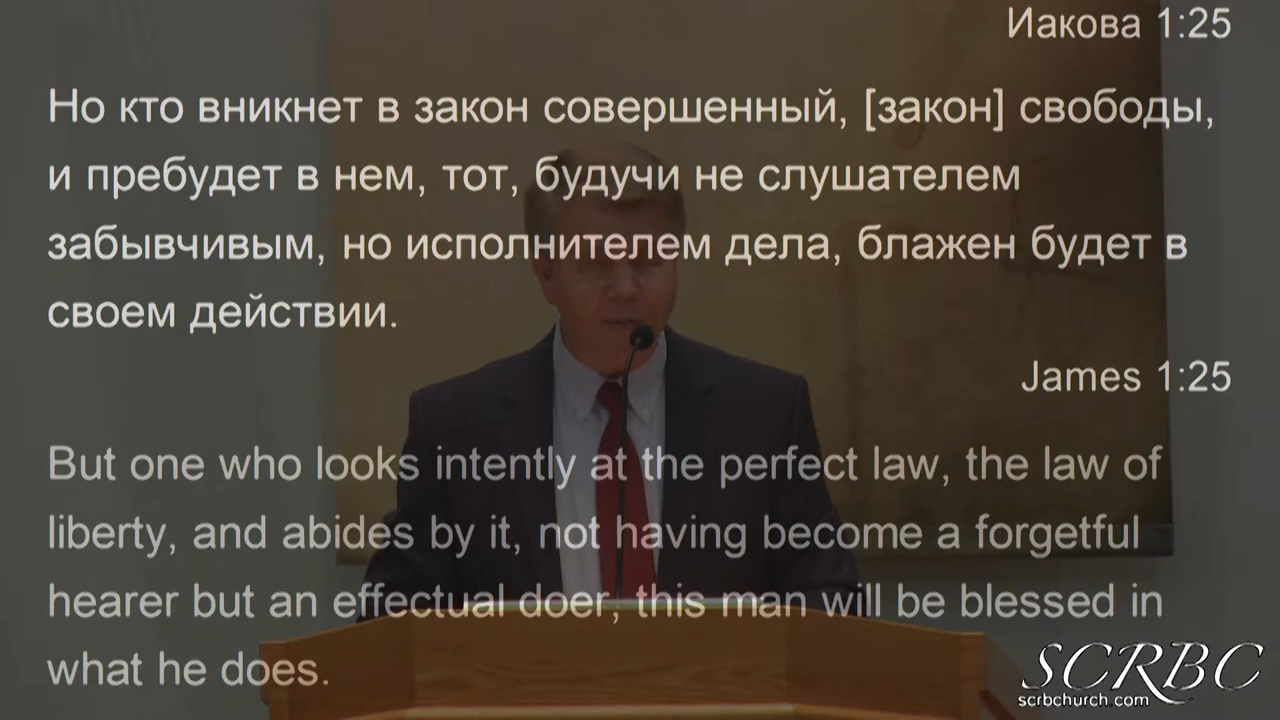 Иакова 1:25
Но кто вникнет в закон совершенный, [закон] свободы,
и пребудет в нем, тот, будучи не слушателем
забывчивым, но исполнителем дела, блажен будет в
своем действии.
James 1:25
But one who looks intently at the perfect law, the law of
liberty, and abides by it, not having become a forgetful
hearer but an effectual doer, this man will be blessed in
what he does.
SCRBC
scrbchurch.com